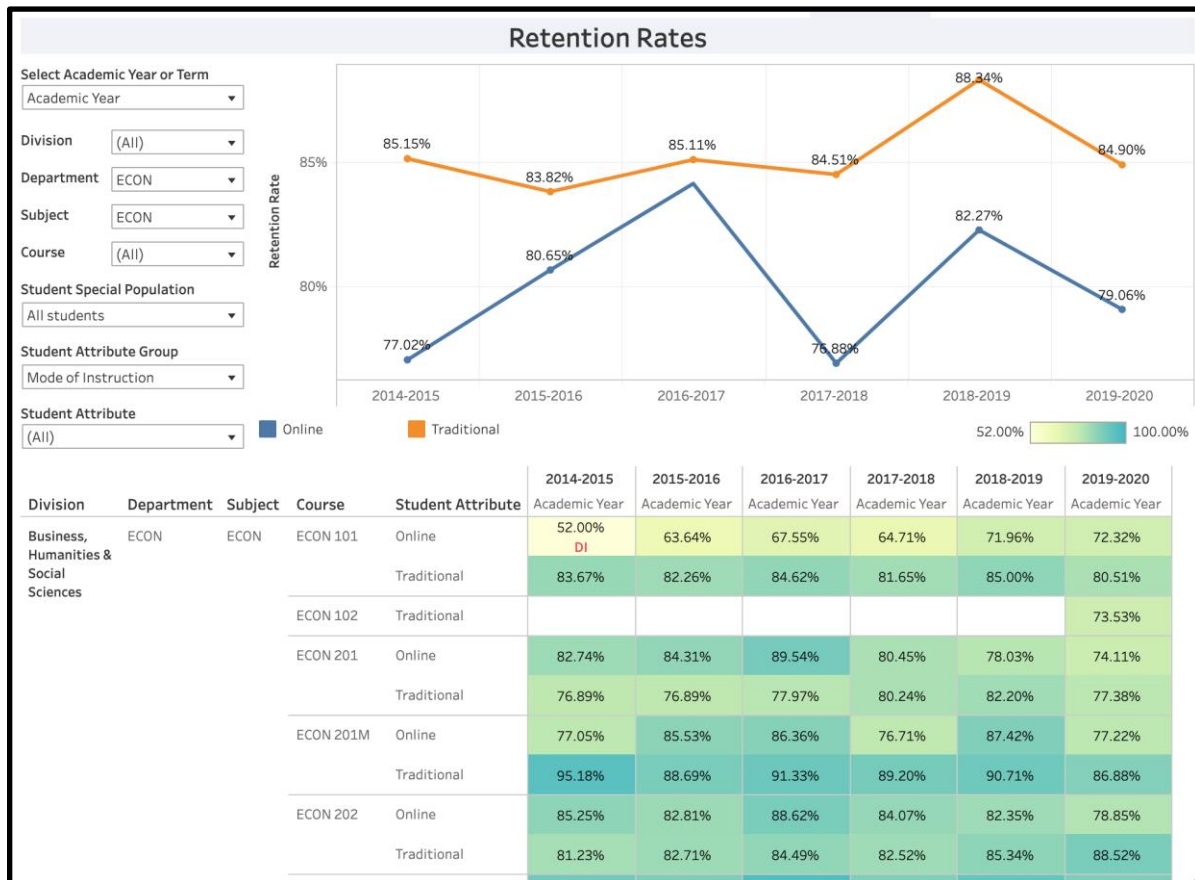 Retention Rates
Select Academic Year or Term
Academic Year
Division (All)
Department ECON
Subject ECON
Course (All)
Student Special Population
All students
Student Attribute Group
Mode of Instruction
Student Attribute
(All)
Retention Rate
85%
80%
85.15% 83.82% 85.11% 84.51% 88.34% 84.90%
77.02% 80.65% 76.88% 82.27% 79.06%
2014-2015 2015-2016 2016-2017 2017-2018 2018-2019 2019-2020
Online Traditional
52.00% 100.00%
2014-2015 2015-2016 2016-2017 2017-2018 2018-2019 2019-2020
Division Department Subject Course Student Attribute Academic Year Academic Year Academic Year Academic Year Academic Year Academic Year
Business, Humanities & Social Sciences ECON ECON ECON 101 Online 52.00% DI 63.64% 67.55% 64.71% 71.96% 72.32%
Traditional 83.67% 82.26% 84.62% 81.65% 85.00% 80.51%
ECON 102 Traditional 73.53%
ECON 201 Online 82.74% 84.31% 89.54% 80.45% 78.03% 74.11%
Traditional 76.89% 76.89% 77.97% 80.24% 82.20% 77.38%
ECON 201M Online 77.05% 85.53% 86.36% 76.71% 87.42% 77.22%
Traditional 95.18% 88.69% 91.33% 89.20% 90.71% 86.88%
ECON 202 Online 85.25% 82.81% 88.62% 84.07% 82.35% 78.85%
Traditional 81.23% 82.71% 84.49% 82.52% 85.34% 88.52%